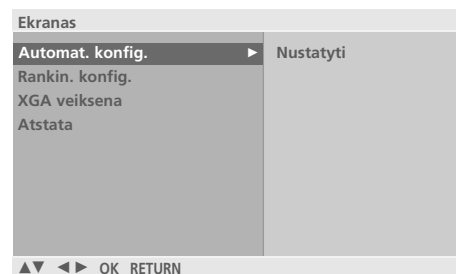 Ekranas
Automat. konfig. ► Nustatyti
Rankin. konfig.
XGA veiksena
Atstata
▲▼ ◄► OK RETURN